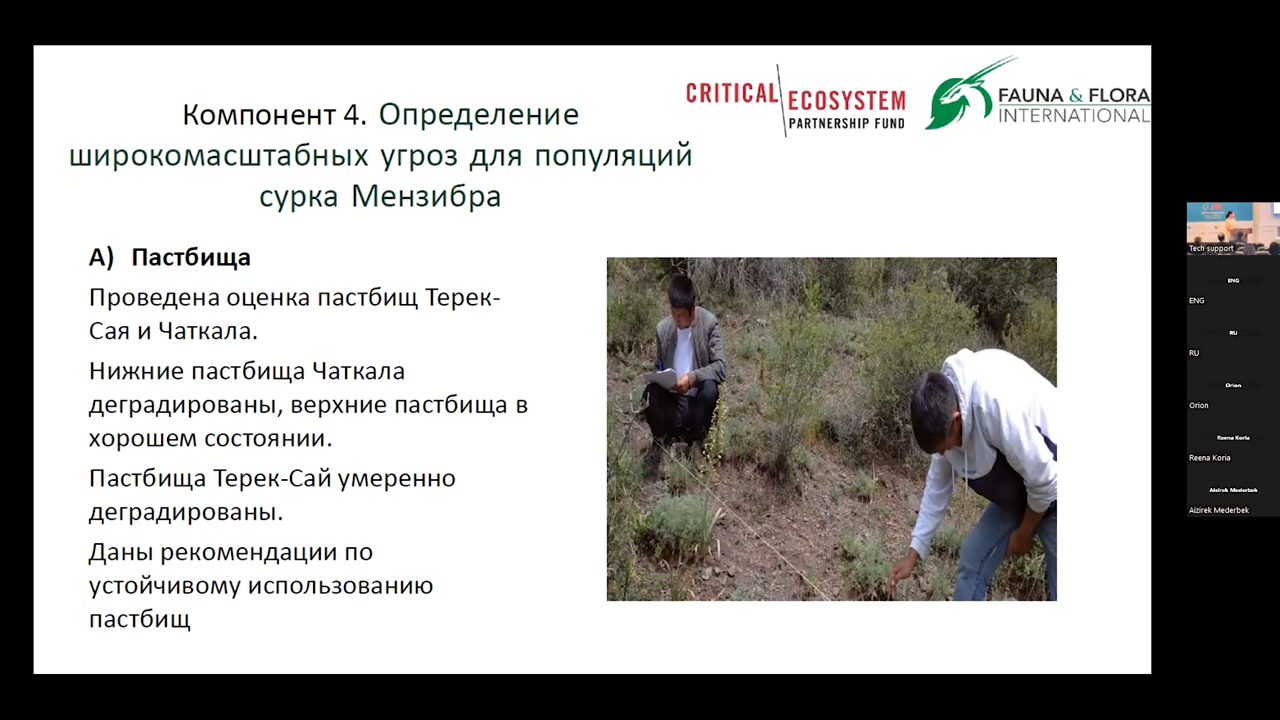 CRITICAL ECOSYSTEM
PARTNERSHIP FUND
FAUNA & FLORA
INTERNATIONAL
Компонент 4. Определение
широкомасштабных угроз для популяций
сурка Мензибра
А) Пастбища
Проведена оценка пастбищ Терек-
Сая и Чаткала.
Нижние пастбища Чаткала
деградированы, верхние пастбища в
хорошем состоянии.
Пастбища Терек-Сай умеренно
деградированы.
Даны рекомендации по
устойчивому использованию
пастбищ
Tech support
ENG
ENG
RU
RU
Orion
Orion
Reena Koria
Reena Koria
Aizirek Mederbek
Aizirek Mederbek